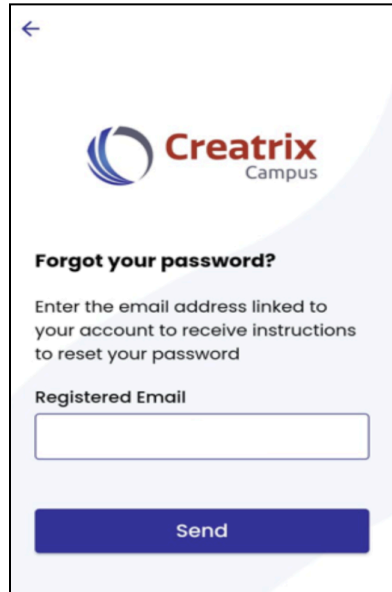 Creatrix
Campus
Forgot your password?
Enter the email address linked to
your account to receive instructions
to reset your password
Registered Email
Send